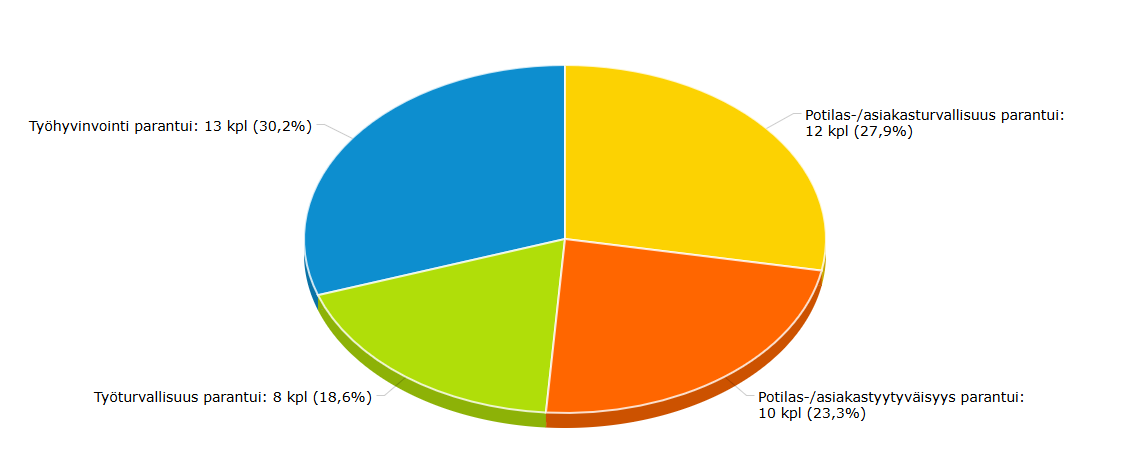 Työhyvinvointi parantui: 13 kpl (30,2%)
Potilas-/asiakasturvallisuus parantui:
12 kpl (27,9%)
Työturvallisuus parantui: 8 kpl (18,6%)
Potilas-/asiakastyytyväisyys parantui:
10 kpl (23,3%)